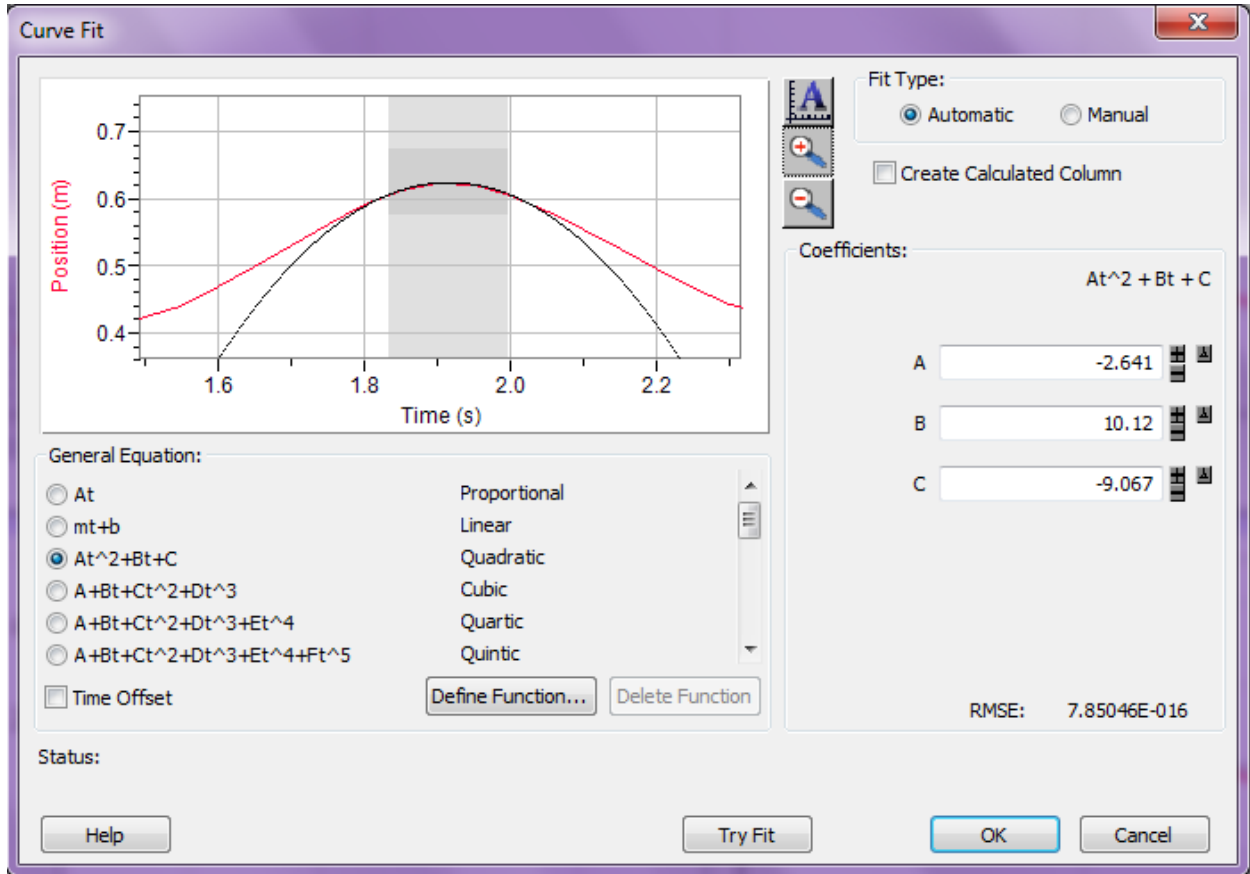 Curve Fit
Position (m)
0.7
0.6
0.5
0.4
1.6 1.8 2.0 2.2
Time (s)
A
Fit Type:
Automatic Manual
Create Calculated Column
Coefficients:
At^2 + Bt + C
A -2.641
B 10.12
C -9.067
RMSE: 7.85046E-016
General Equation:
At Proportional
mt+b Linear
At^2+Bt+C Quadratic
A+Bt+Ct^2+Dt^3 Cubic
A+Bt+Ct^2+Dt^3+Et^4 Quartic
A+Bt+Ct^2+Dt^3+Et^4+Ft^5 Quintic
Time Offset Define Function... Delete Function
Status:
Help Try Fit OK Cancel